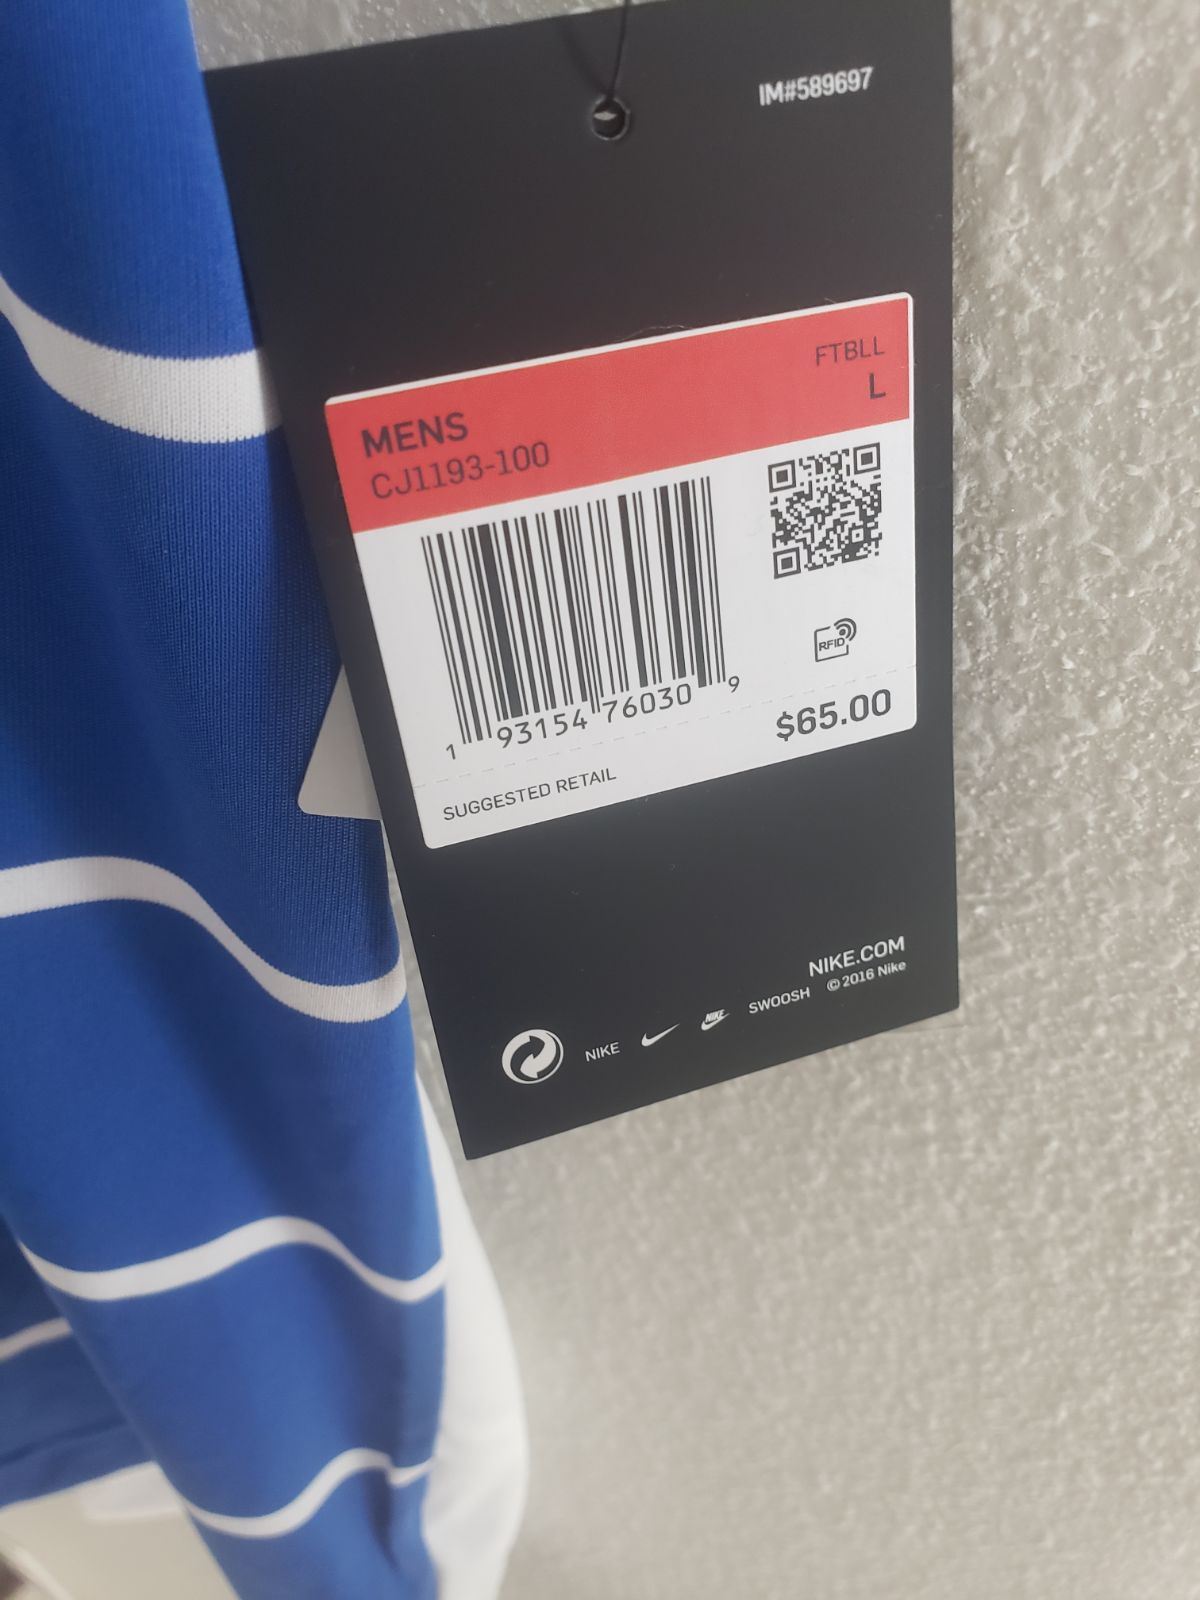 IM#589697
FTBLL
L
MENS
CJ1193-100
RFID
1 93154 76030 9
$65.00
SUGGESTED RETAIL
NIKE.COM
© 2016 Nike
NIKE NIKE SWOOSH